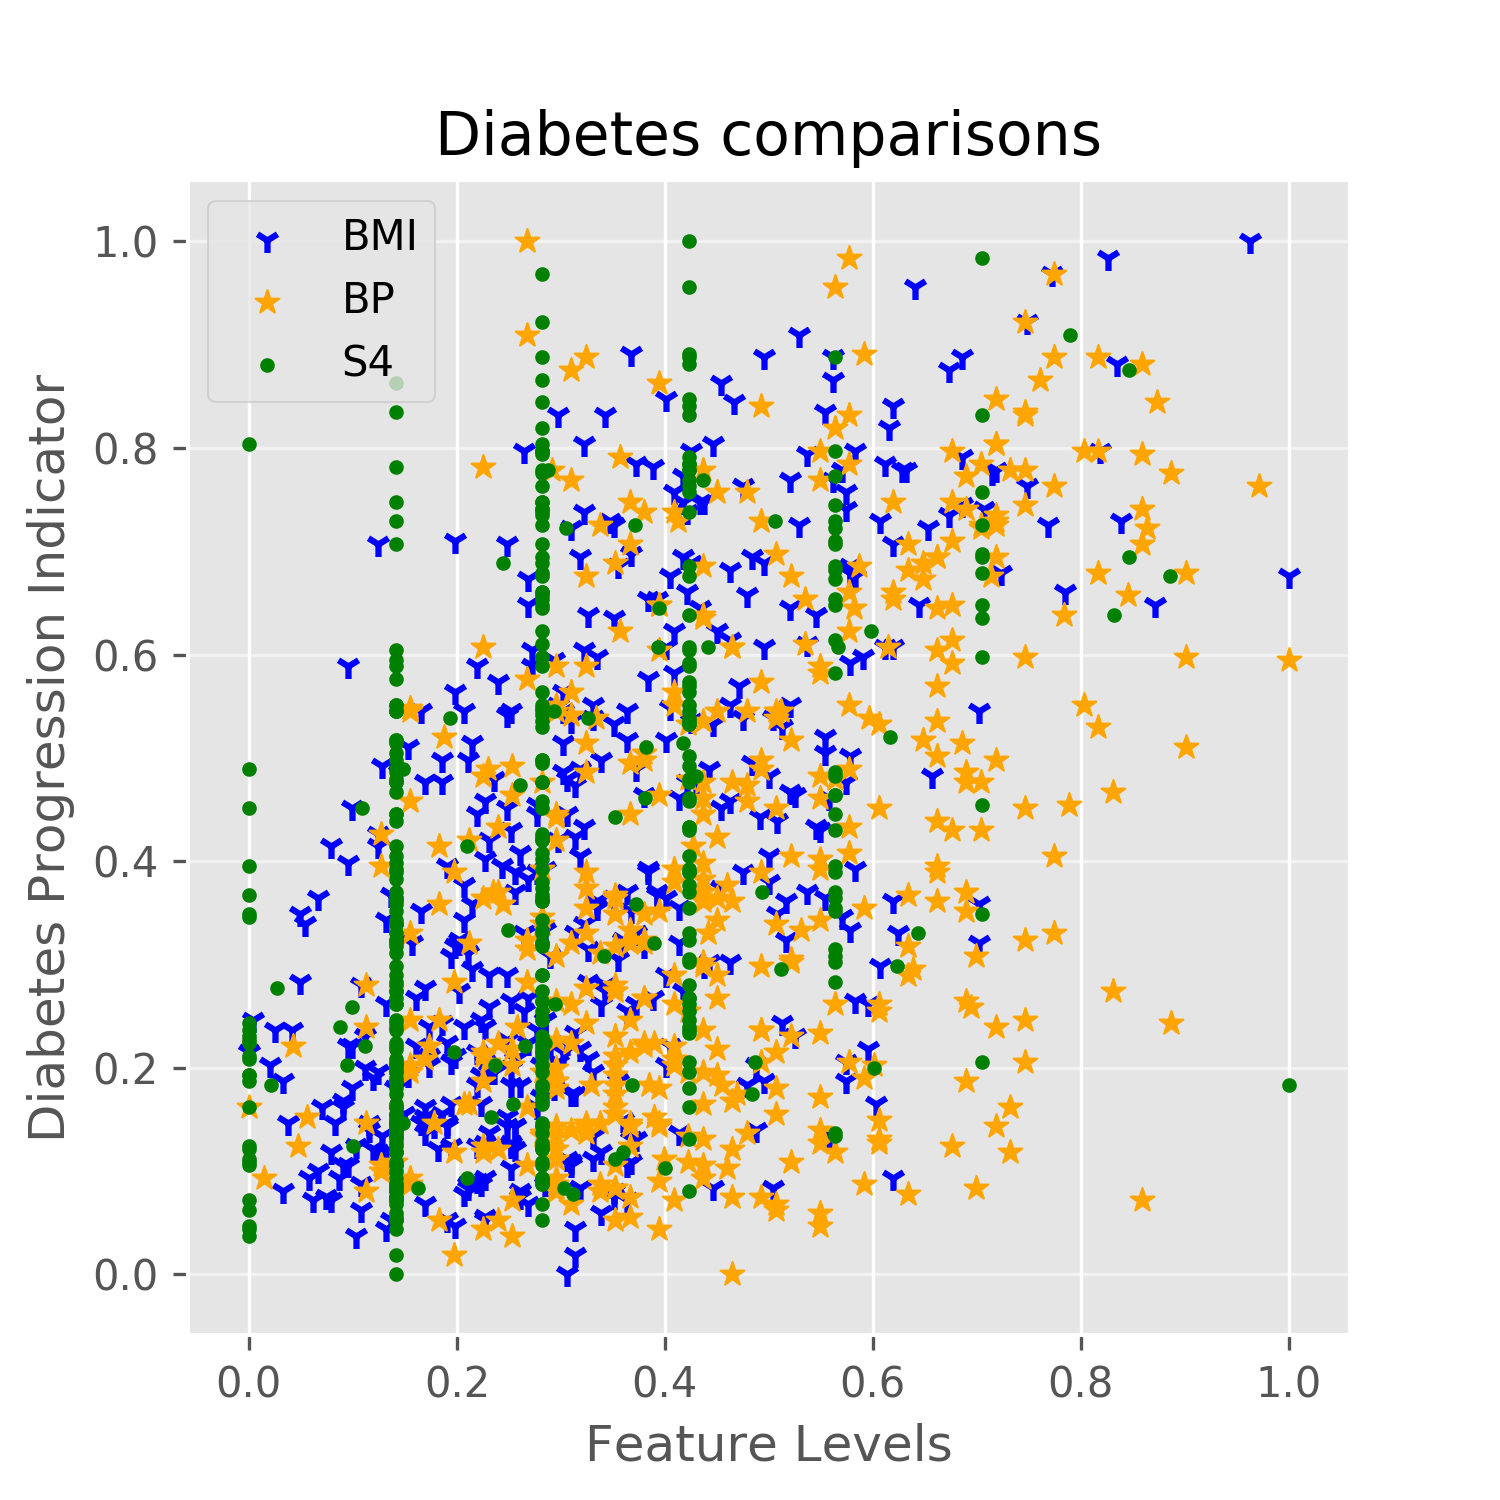 Diabetes comparisons
BMI
BP
S4
Diabetes Progression Indicator
1.0
0.8
0.6
0.4
0.2
0.0
0.0 0.2 0.4 0.6 0.8 1.0
Feature Levels